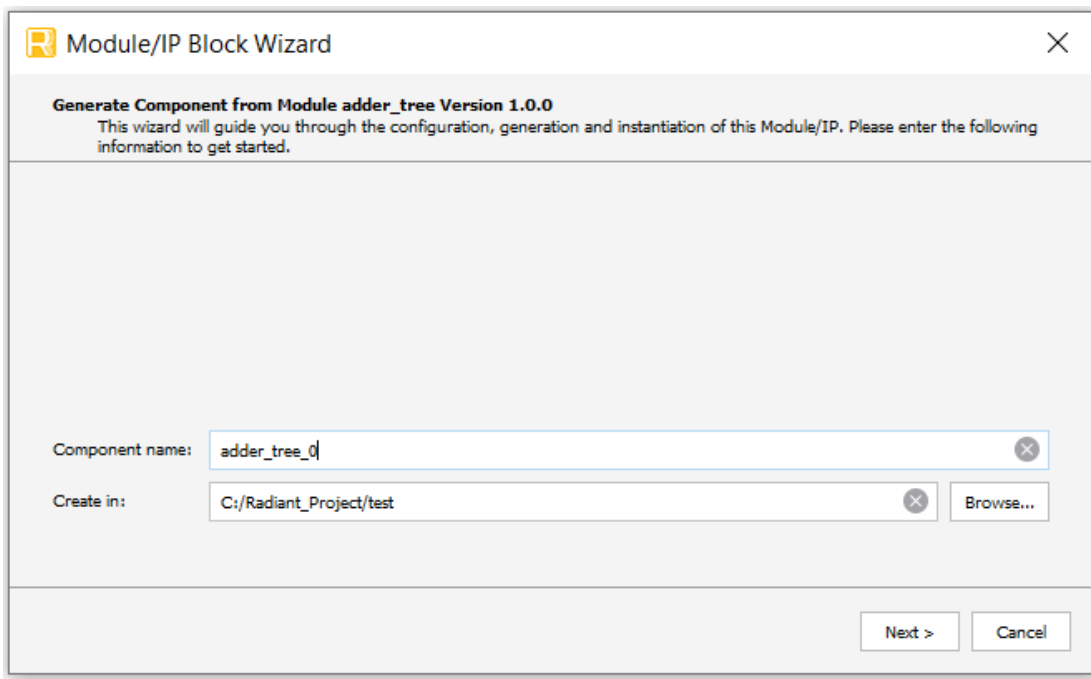 Module/IP Block Wizard
Generate Component from Module adder_tree Version 1.0.0
This wizard will guide you through the configuration, generation and instantiation of this Module/IP. Please enter the following
information to get started.
Component name: adder_tree_0
Create in: C:/Radiant_Project/test Browse...
Next > Cancel